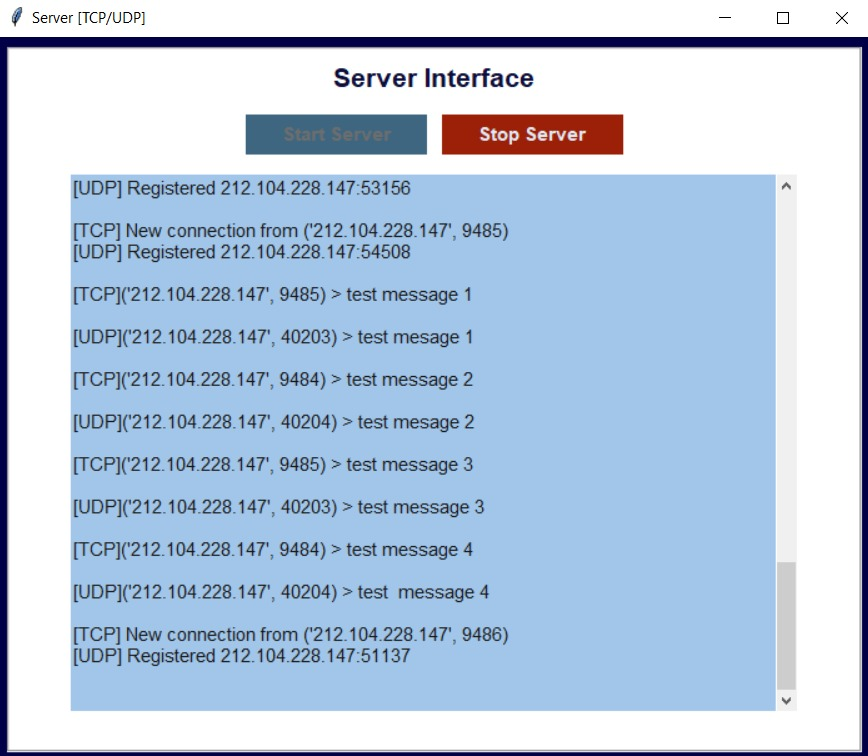 Server [TCP/UDP]
Server Interface
Start Server
Stop Server
[UDP] Registered 212.104.228.147:53156
[TCP] New connection from ('212.104.228.147', 9485)
[UDP] Registered 212.104.228.147:54508
[TCP]('212.104.228.147', 9485) > test message 1
[UDP]('212.104.228.147', 40203) > test mesage 1
[TCP]('212.104.228.147', 9484) > test message 2
[UDP]('212.104.228.147', 40204) > test message 2
[TCP]('212.104.228.147', 9485) > test message 3
[UDP]('212.104.228.147', 40203) > test message 3
[TCP]('212.104.228.147', 9484) > test message 4
[UDP]('212.104.228.147', 40204) > test  message 4
[TCP] New connection from ('212.104.228.147', 9486)
[UDP] Registered 212.104.228.147:51137